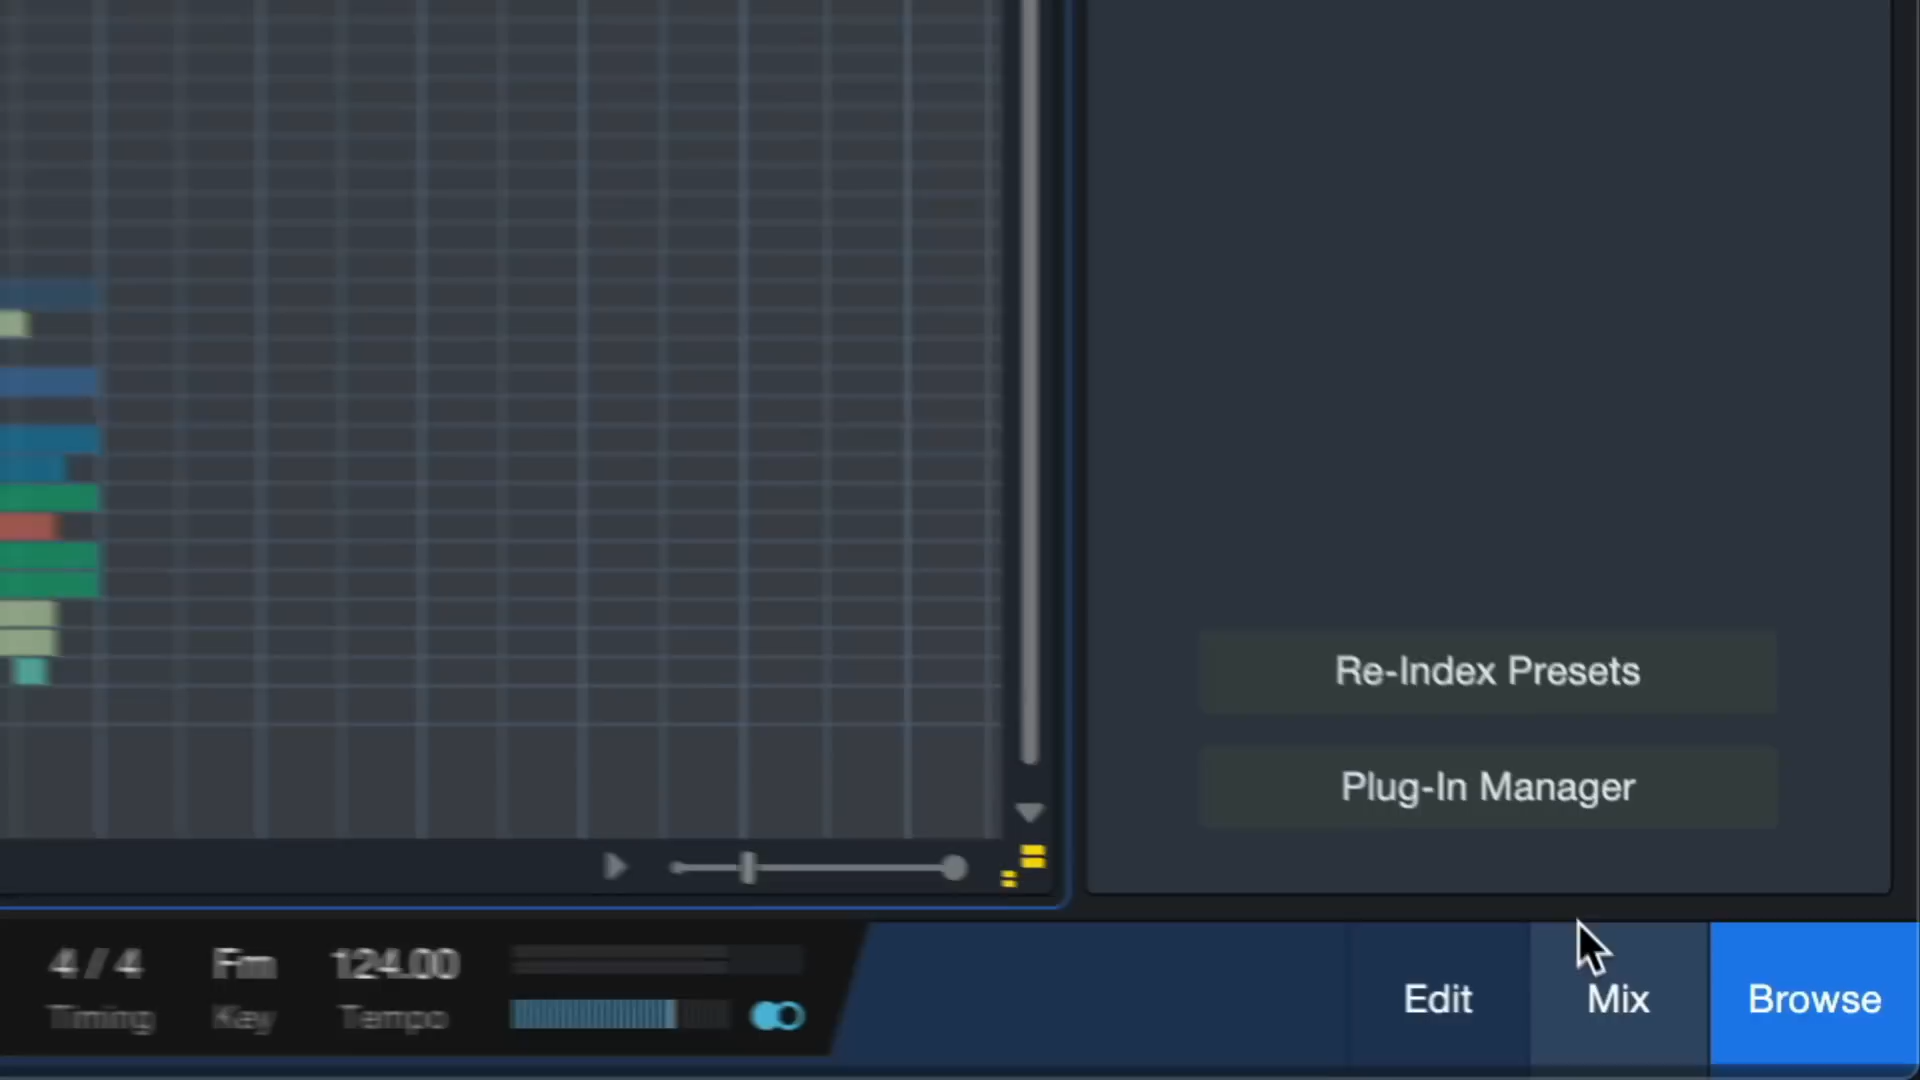 Re-Index Presets
Plug-In Manager
4 / 4 Fm 124.00
Timing Key Tempo
Edit Mix Browse